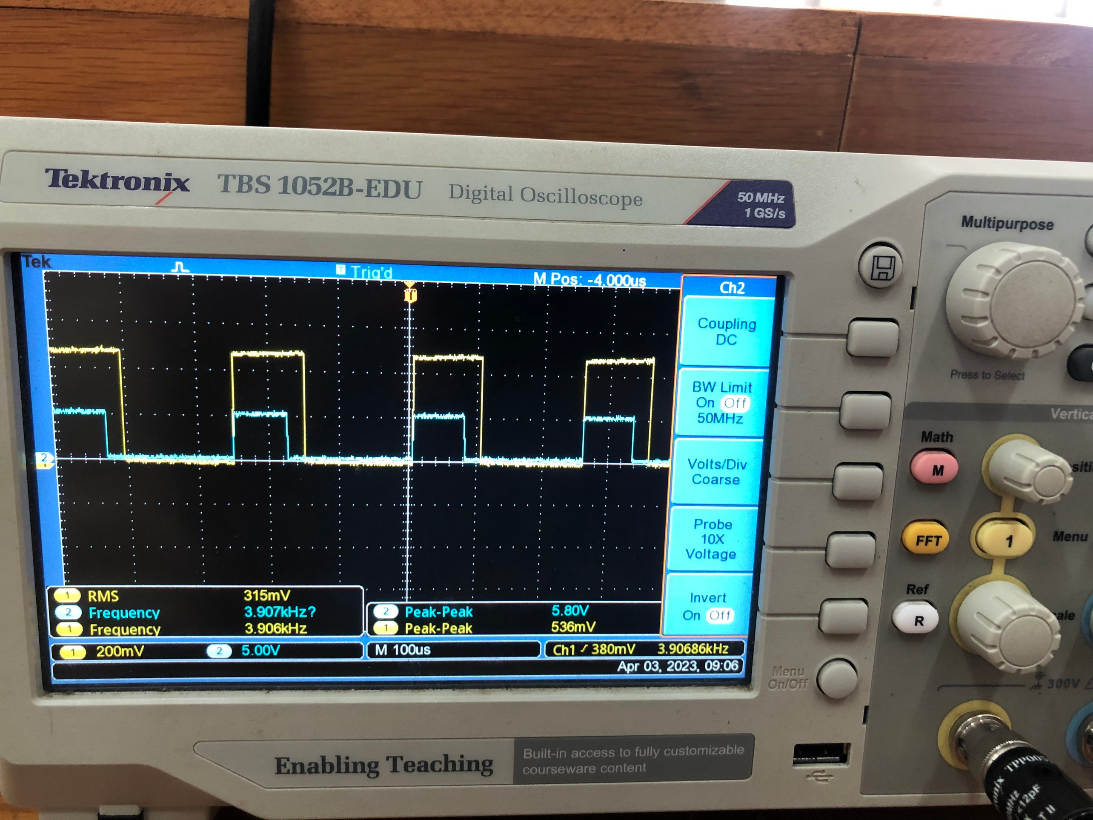 Tektronix TBS 1052B-EDU Digital Oscilloscope
50 MHz
1 GS/s
Multipurpose
Press to Select
Tek
T Trig'd
M Pos: -4.000us
T
2
Ch2
Coupling
DC
BW Limit
On Off
50MHz
Volts/Div
Coarse
Probe
10X
Voltage
Invert
On Off
1 RMS 315mV
2 Frequency 3.907kHz?
1 Frequency 3.906kHz
2 Peak-Peak 5.80V
1 Peak-Peak 536mV
1 200mV 2 5.00V
M 100us
Ch1 / 380mV 3.90686kHz
Apr 03, 2023, 09:06
Menu
On/Off
Math
M
FFT
Ref
R
1
Menu
300V
Enabling Teaching
Built-in access to fully customizable
courseware content